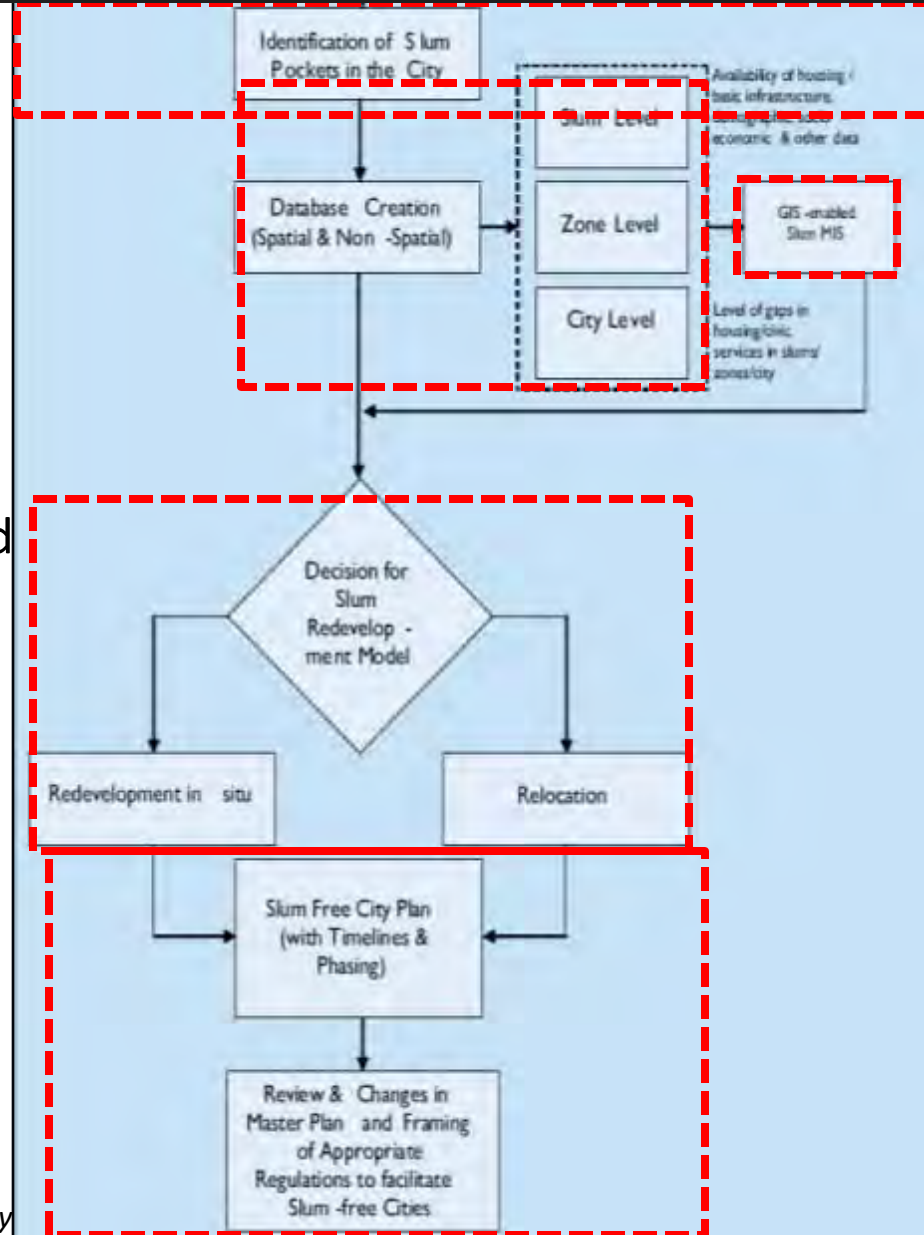 Identification of Slum
Pockets in the City
Slum Level
Availability of housing /
basic infrastructure,
economic & other data
Database Creation
(Spatial & Non -Spatial)
Zone Level
GIS -enabled
Slum MIS
City Level
Level of gaps in
housing/civic
services in slums/
zones/city
d
Decision for
Slum
Redevelop -
ment Model
Redevelopment in situ
Relocation
Slum Free City Plan
(with Timelines &
Phasing)
Review & Changes in
Master Plan and Framing
of Appropriate
Regulations to facilitate
Slum -free Cities
y